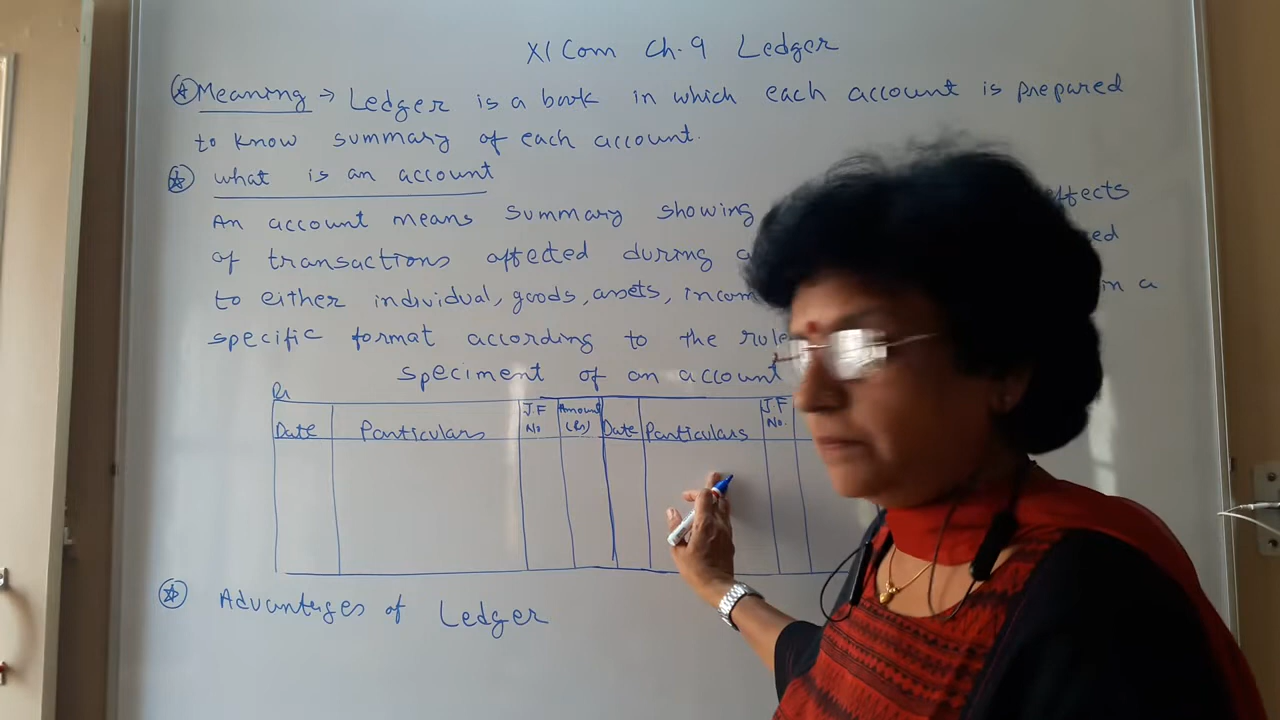 XI Com Ch.9 Ledger
Meaning → Ledger is a book in which each account is prepared
to know summary of each account.
what is an account
An account means summary showing
of transactions affected during a
to either individual, goods, assets, incom in a
specific format according to the rule
speciment of an account
Dr
Date Particulars J.F No Amount (Rs) Date Particulars J.F No.
Advantages of Ledger